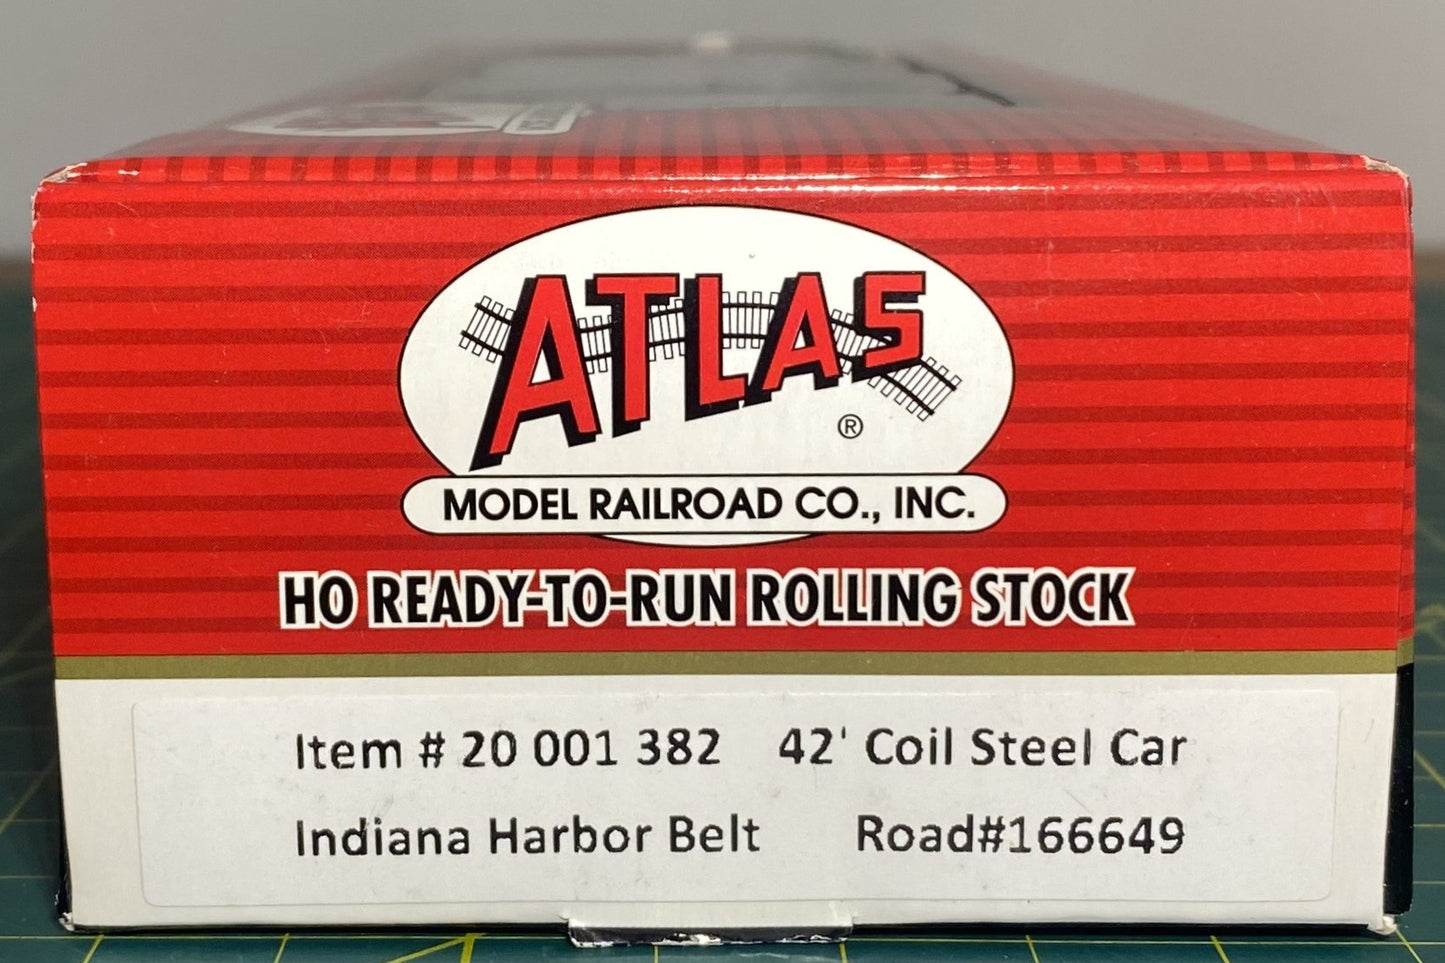 ATLAS
®
MODEL RAILROAD CO., INC.
HO READY-TO-RUN ROLLING STOCK
Item # 20 001 382 42' Coil Steel Car
Indiana Harbor Belt Road#166649